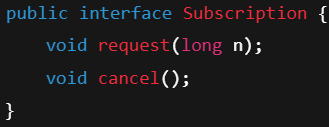 public interface Subscription {
    void request(long n);
    void cancel();
}